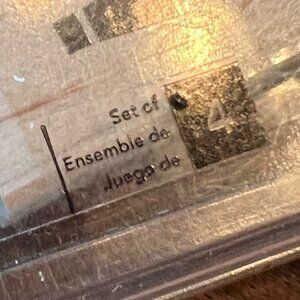 Set of
Ensemble de 4
Juego de